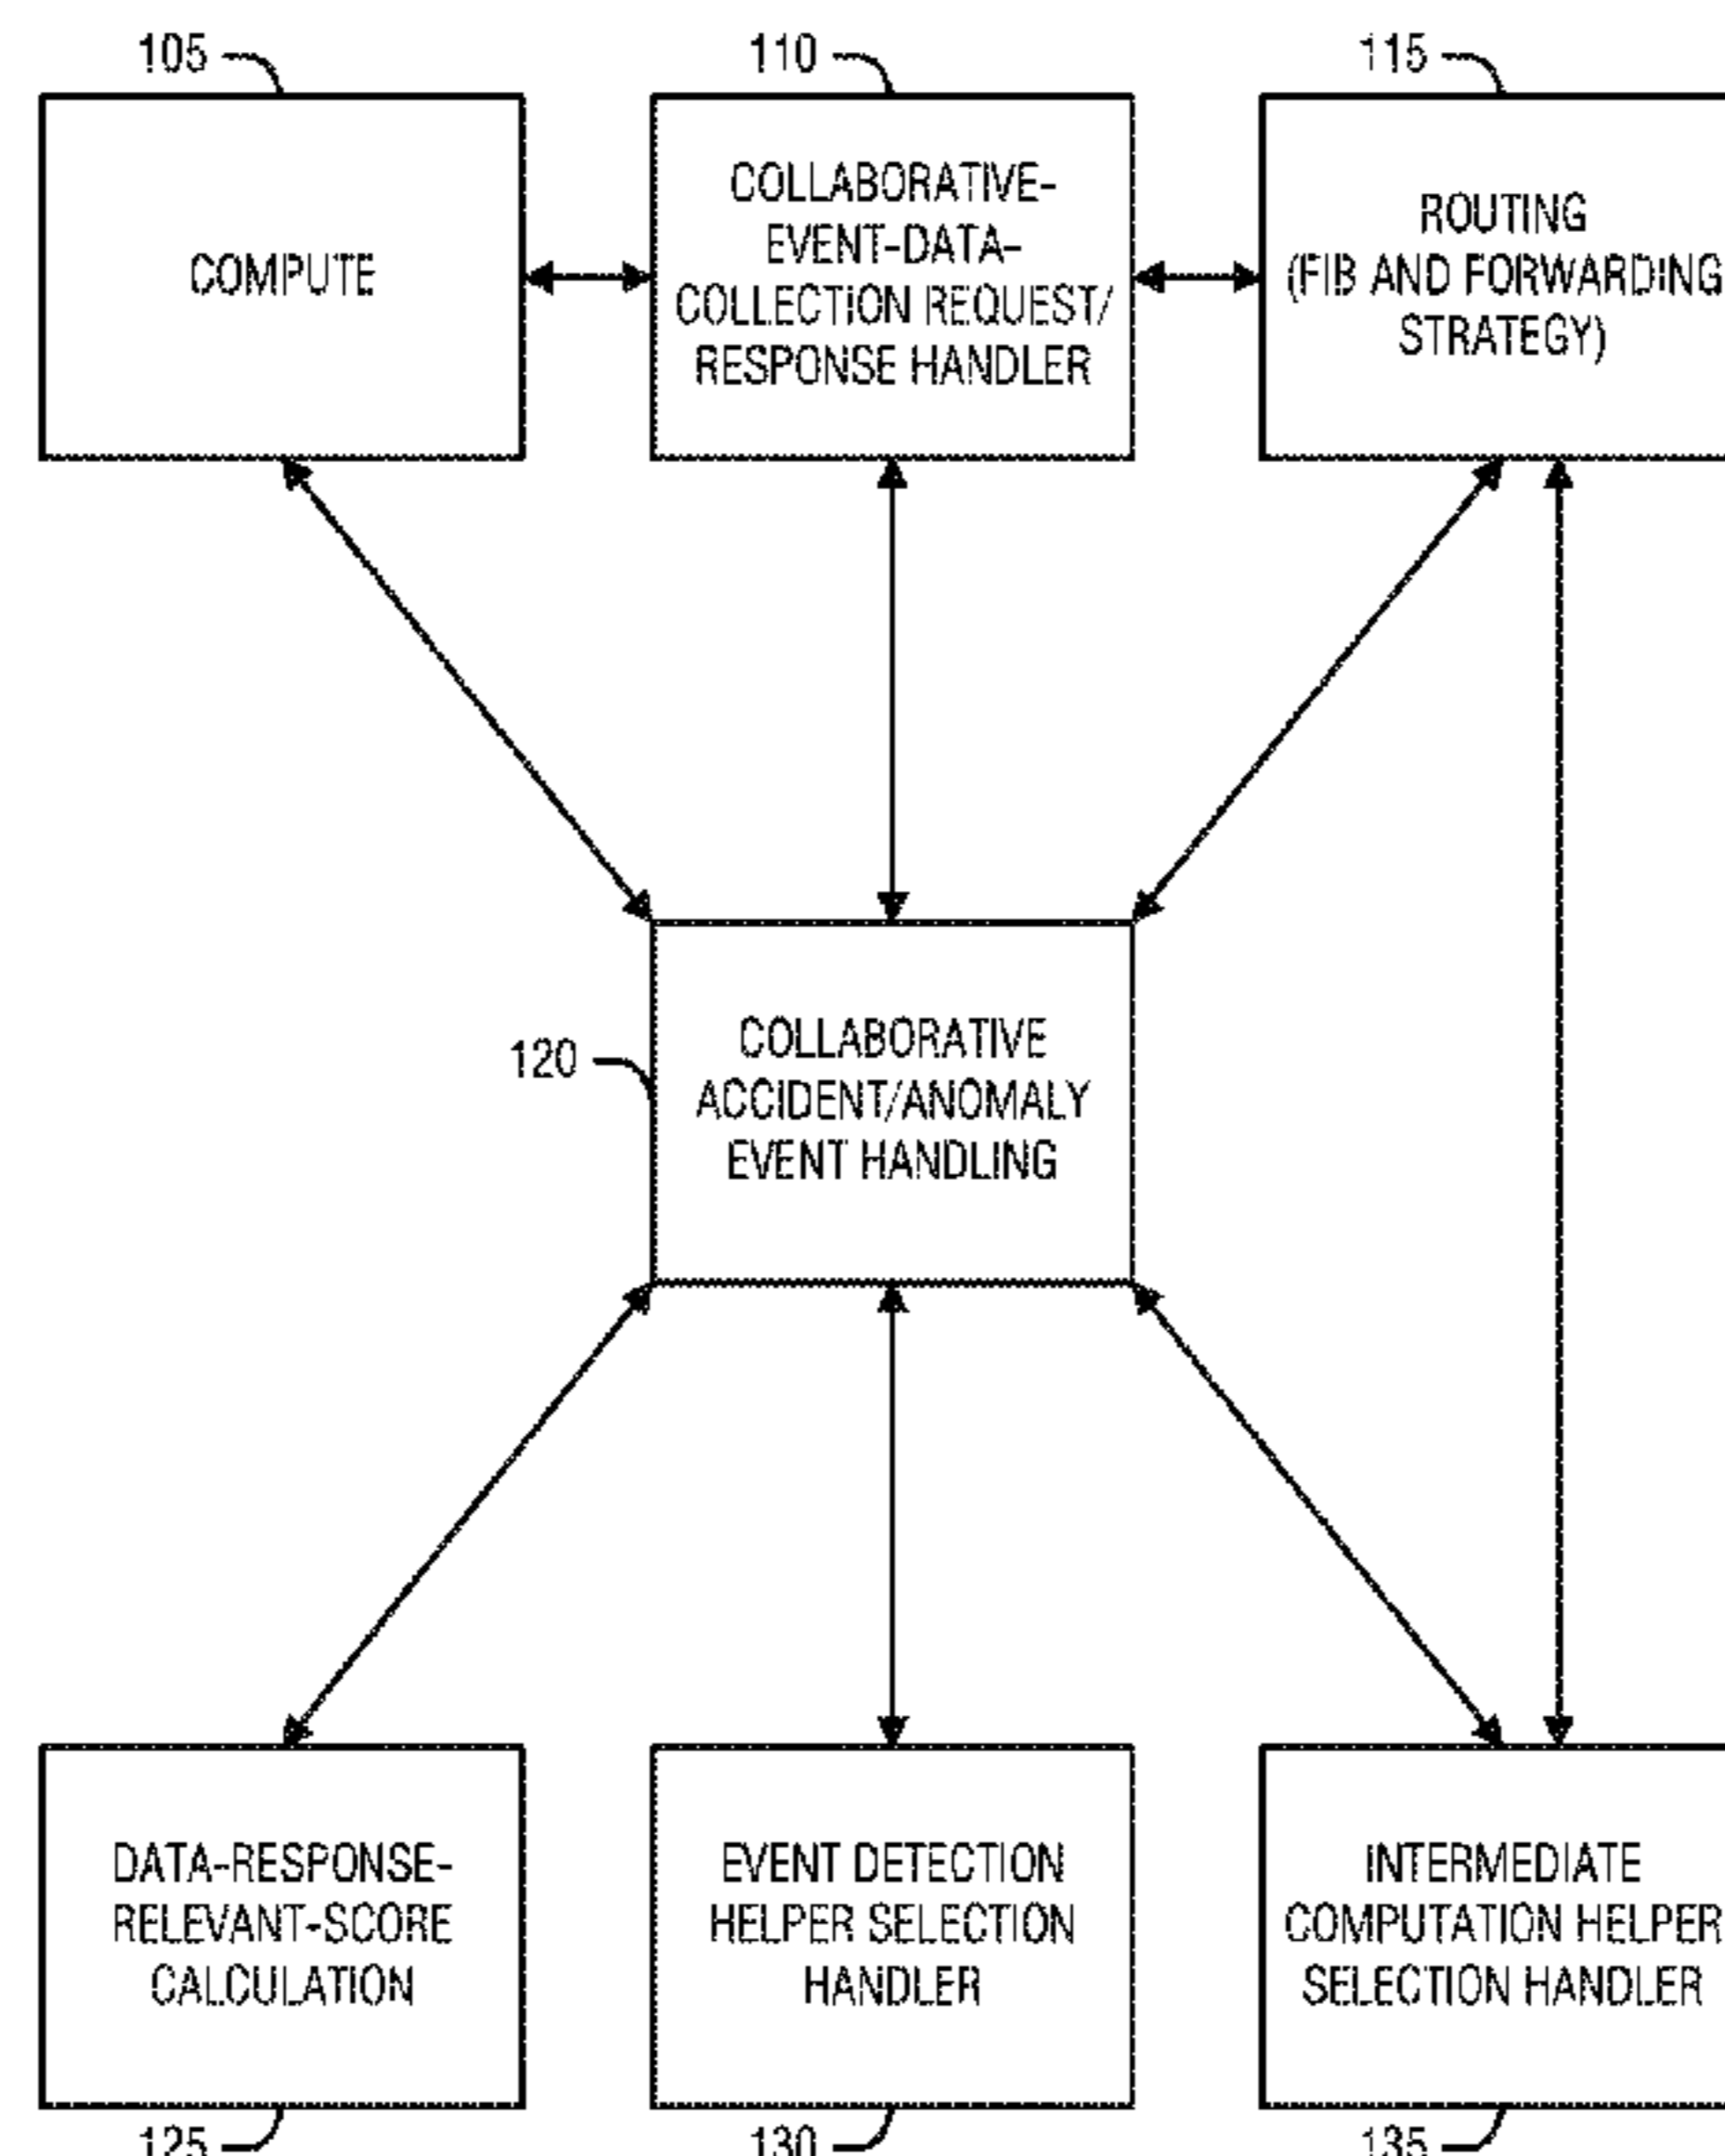 105
110
115
COMPUTE
COLLABORATIVE-
EVENT-DATA-
COLLECTION REQUEST/
RESPONSE HANDLER
ROUTING
(FIB AND FORWARDING
STRATEGY)
120
COLLABORATIVE
ACCIDENT/ANOMALY
EVENT HANDLING
DATA-RESPONSE-
RELEVANT-SCORE
CALCULATION
EVENT DETECTION
HELPER SELECTION
HANDLER
INTERMEDIATE
COMPUTATION HELPER
SELECTION HANDLER
125
130
135